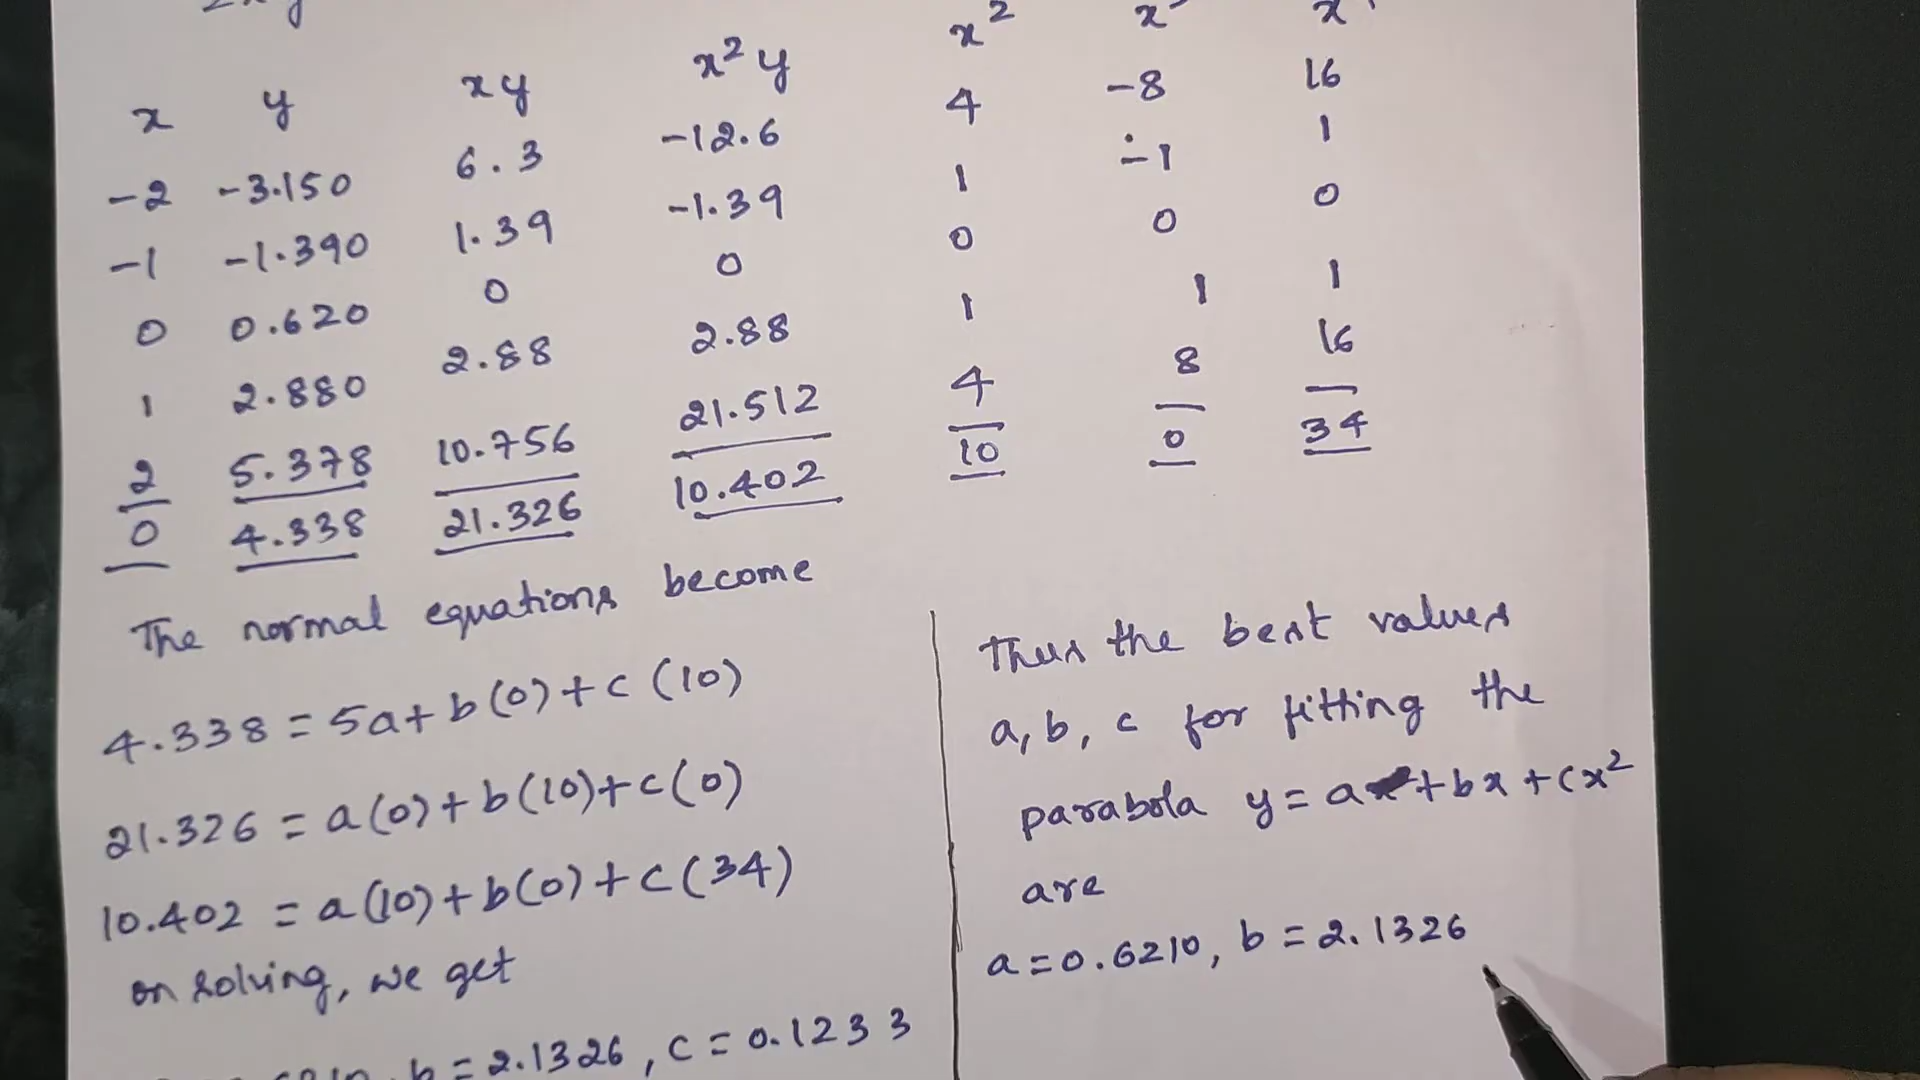 x y xy x² y x²
-2 -3.150 6.3 -12.6 4 -8 16
-1 -1.390 1.39 -1.39 1 -1 1
0 0.620 0 0 0 0 0
1 2.880 2.88 2.88 1 1 1
2 5.378 10.756 21.512 4 8 16
0 4.338 21.326 10.402 10 0 34
The normal equations become
4.338 = 5a + b(0) + c(10)
21.326 = a(0) + b(10) + c(0)
10.402 = a(10) + b(0) + c(34)
on solving, we get
b = 2.1326, c = 0.1233
Thus the best values
a, b, c for fitting the
parabola y = a + bx + cx²
are
a = 0.6210, b = 2.1326